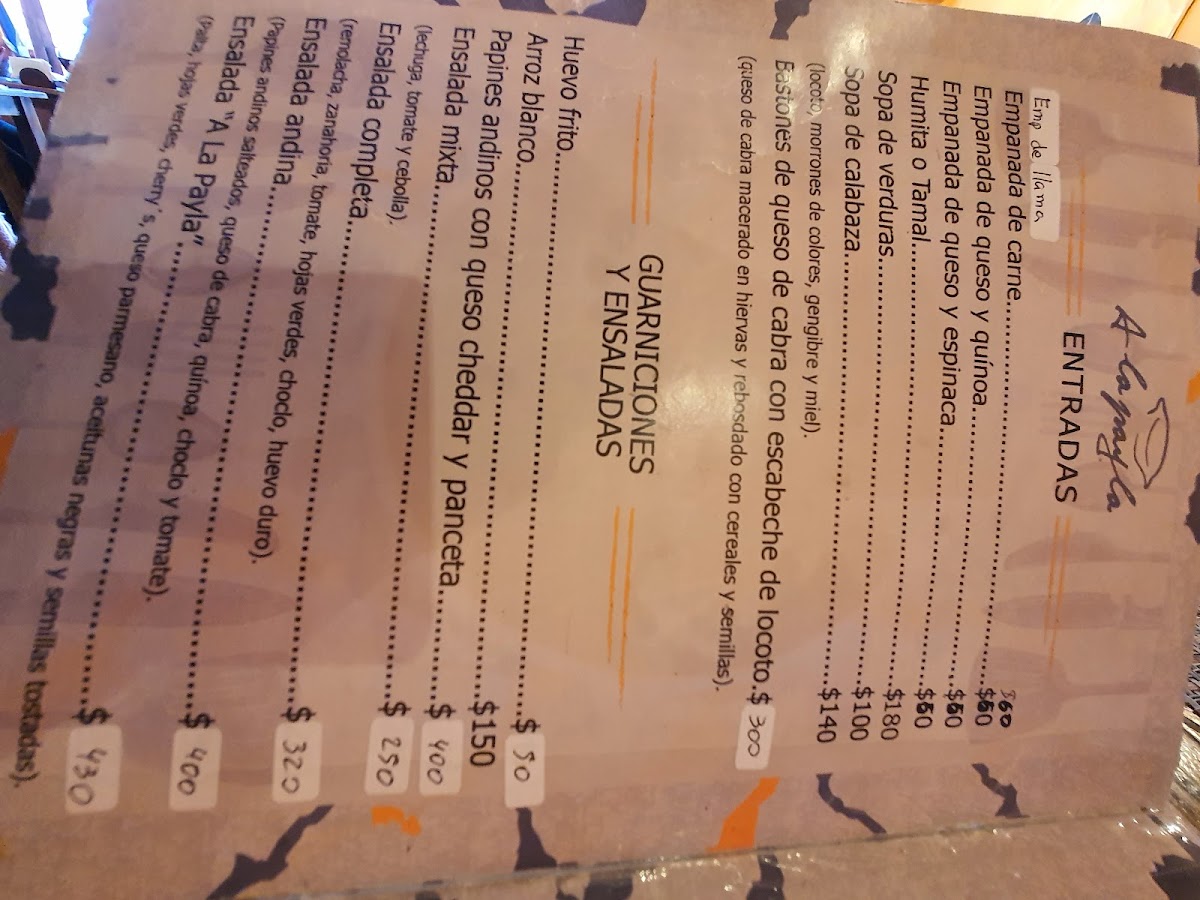 A la payla
ENTRADAS
Emp de llama $60
Empanada de carne.....................................................$60
Empanada de queso y quínoa.....................................$60
Empanada de queso y espinaca..................................$60
Humita o Tamal..........................................................$180
Sopa de verduras.......................................................$100
Sopa de calabaza.......................................................$140
(locoto, morrones de colores, gengibre y miel).
Bastones de queso de cabra con escabeche de locoto.$ 300
(queso de cabra macerado en hiervas y rebosdado con cereales y semillas).
GUARNICIONES
Y ENSALADAS
Huevo frito................................................................$ 50
Arroz blanco..............................................................$150
Papines andinos con queso cheddar y panceta............$ 400
Ensalada mixta..........................................................$ 250
(lechuga, tomate y cebolla).
Ensalada completa.....................................................$ 320
(remolacha, zanahoria, tomate, hojas verdes, choclo, huevo duro).
Ensalada andina.........................................................$ 400
(Papines andinos salteados, queso de cabra, quínoa, choclo y tomate).
Ensalada "A La Payla" ................................................$ 430
(Palta, hojas verdes, cherry´s, queso parmesano, aceitunas negras y semillas tostadas).